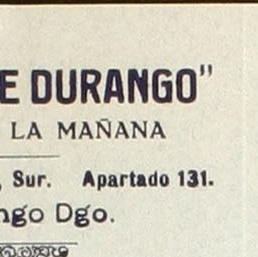 E DURANGO"
LA MAÑANA
, Sur. Apartado 131.
ngo Dgo.